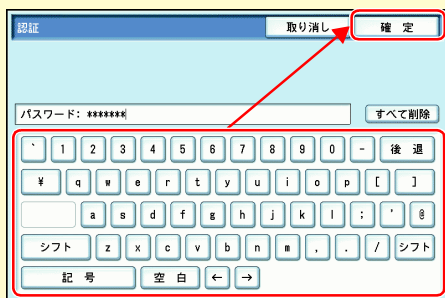 認証 取り消し 確 定
パスワード: ******* すべて削除
` 1 2 3 4 5 6 7 8 9 0 - 後 退
¥ q w e r t y u i o p [ ]
a s d f g h j k l ; ' @
シフト z x c v b n m , . / シフト
記 号 空 白 ← →